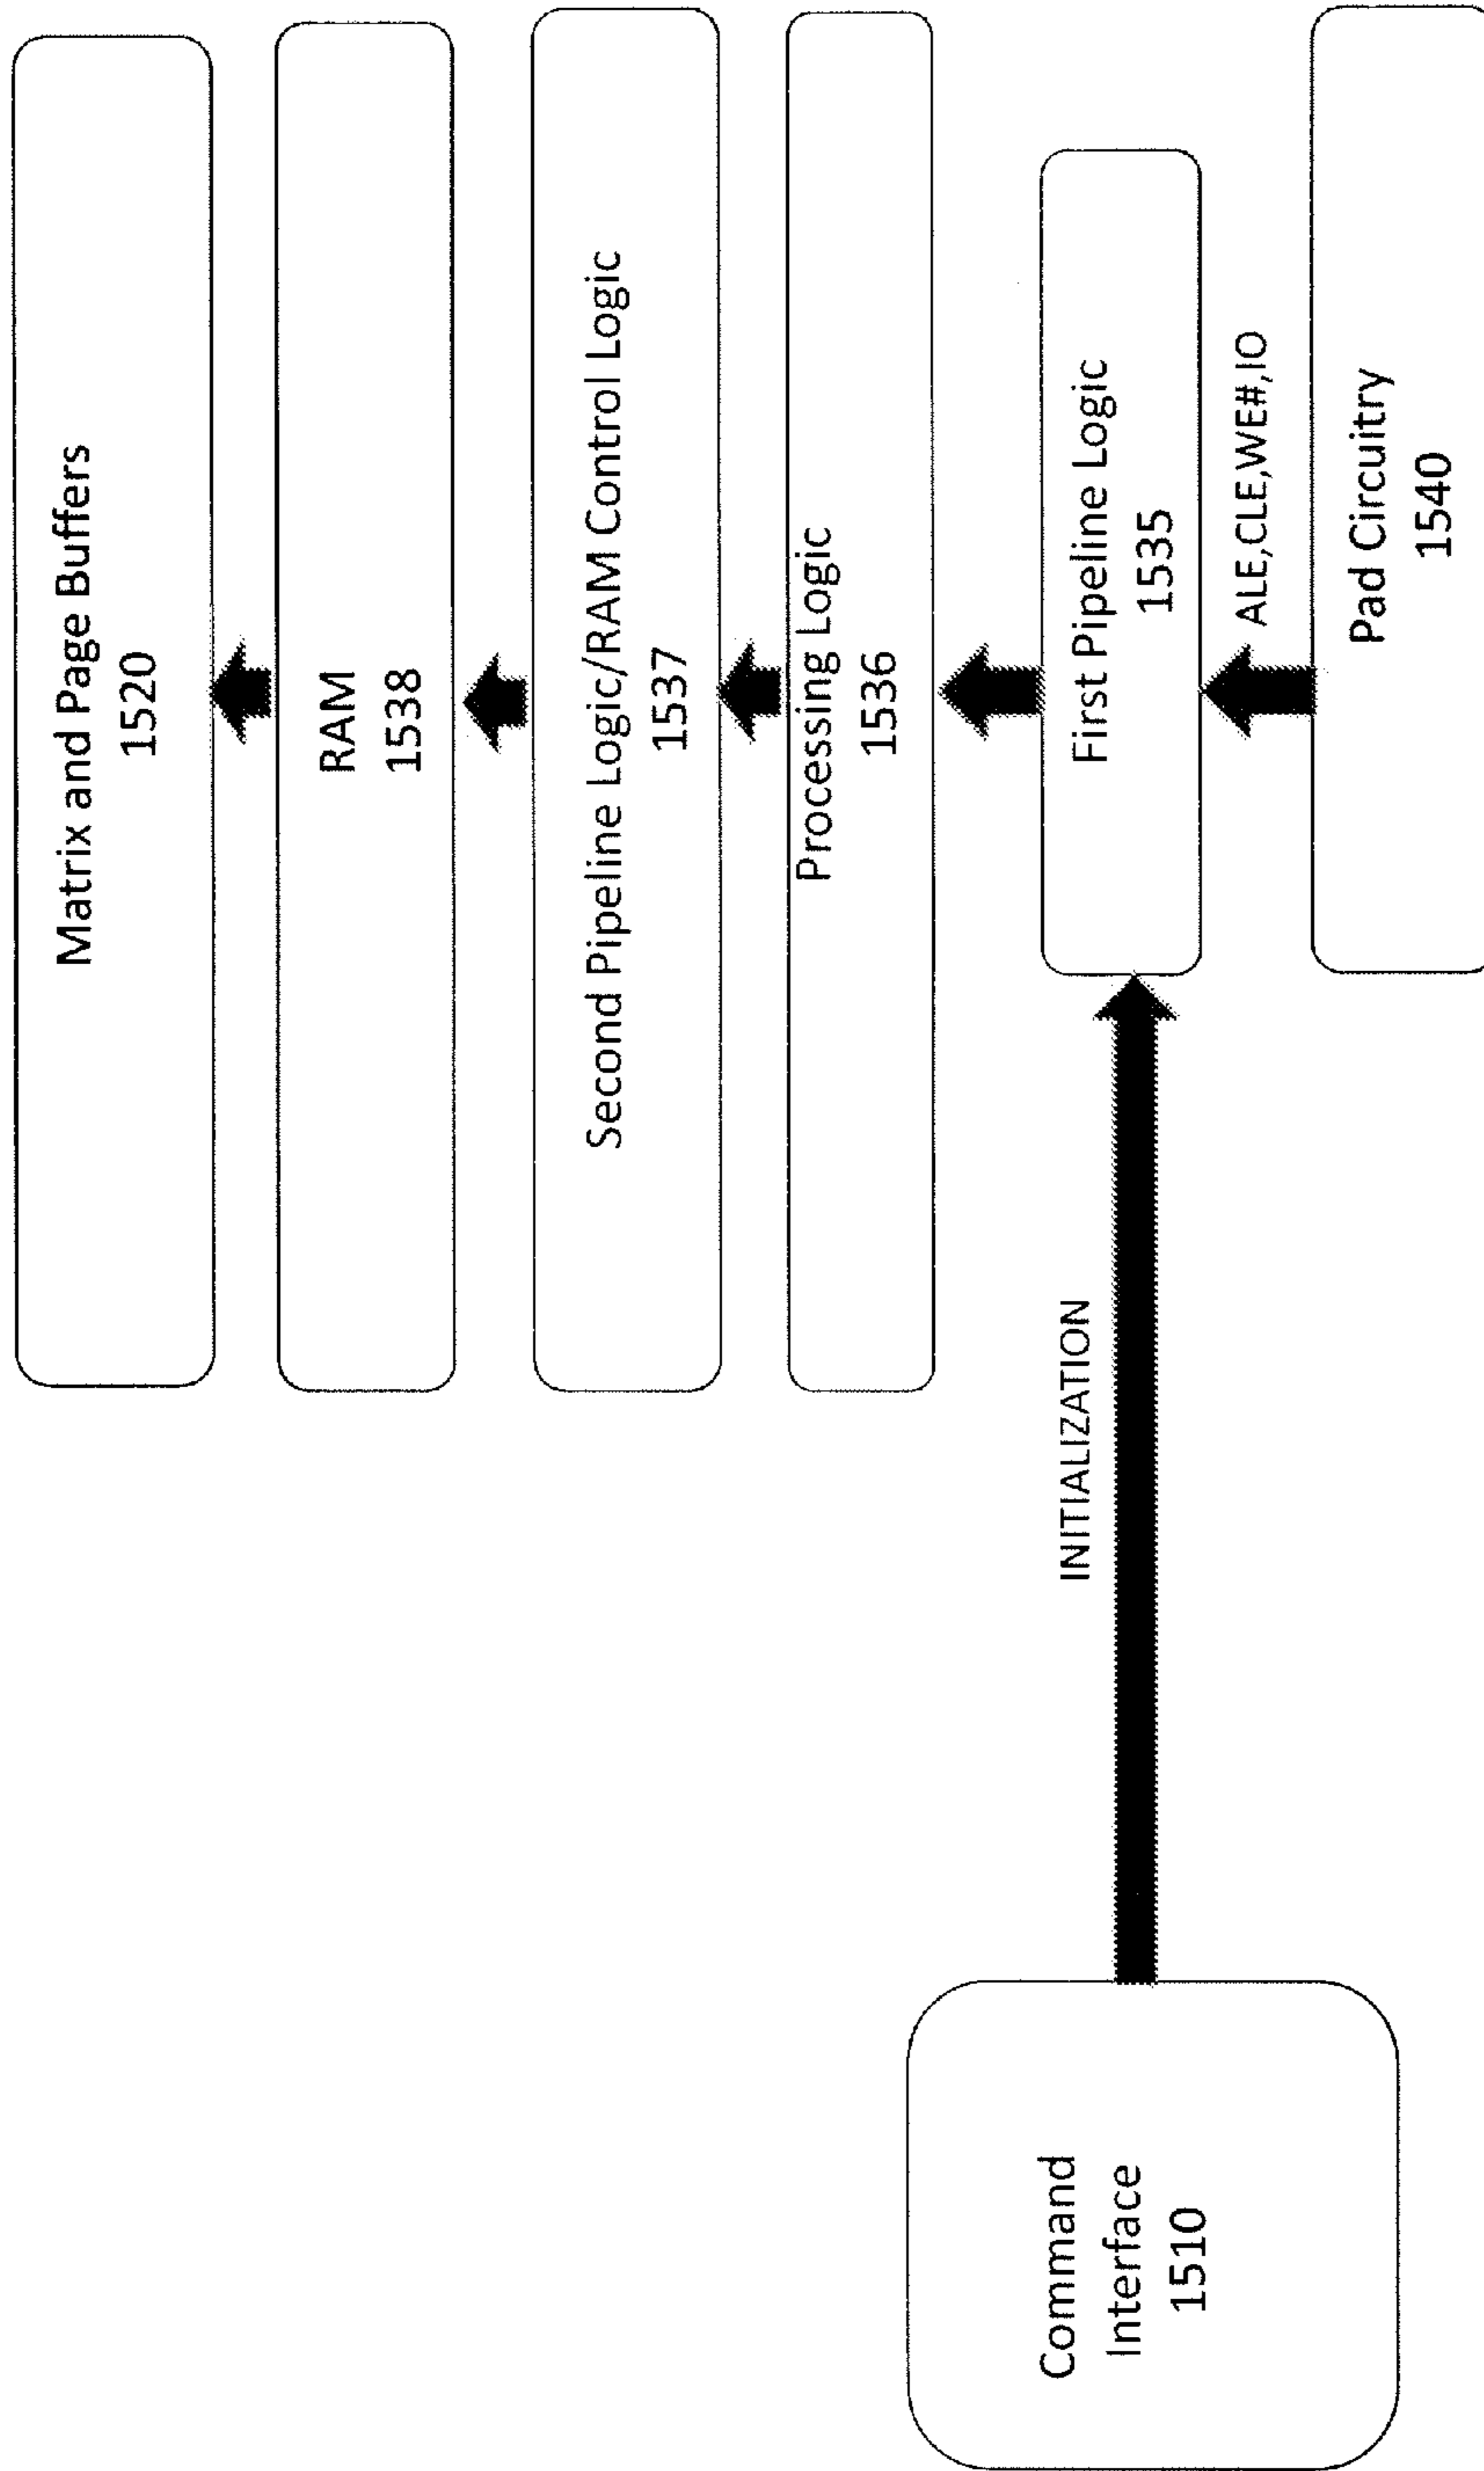 Matrix and Page Buffers
1520
RAM
1538
Second Pipeline Logic/RAM Control Logic
1537
Processing Logic
1536
INITIALIZATION
First Pipeline Logic
1535
ALE,CLE,WE#,IO
Pad Circuitry
1540
Command
Interface
1510